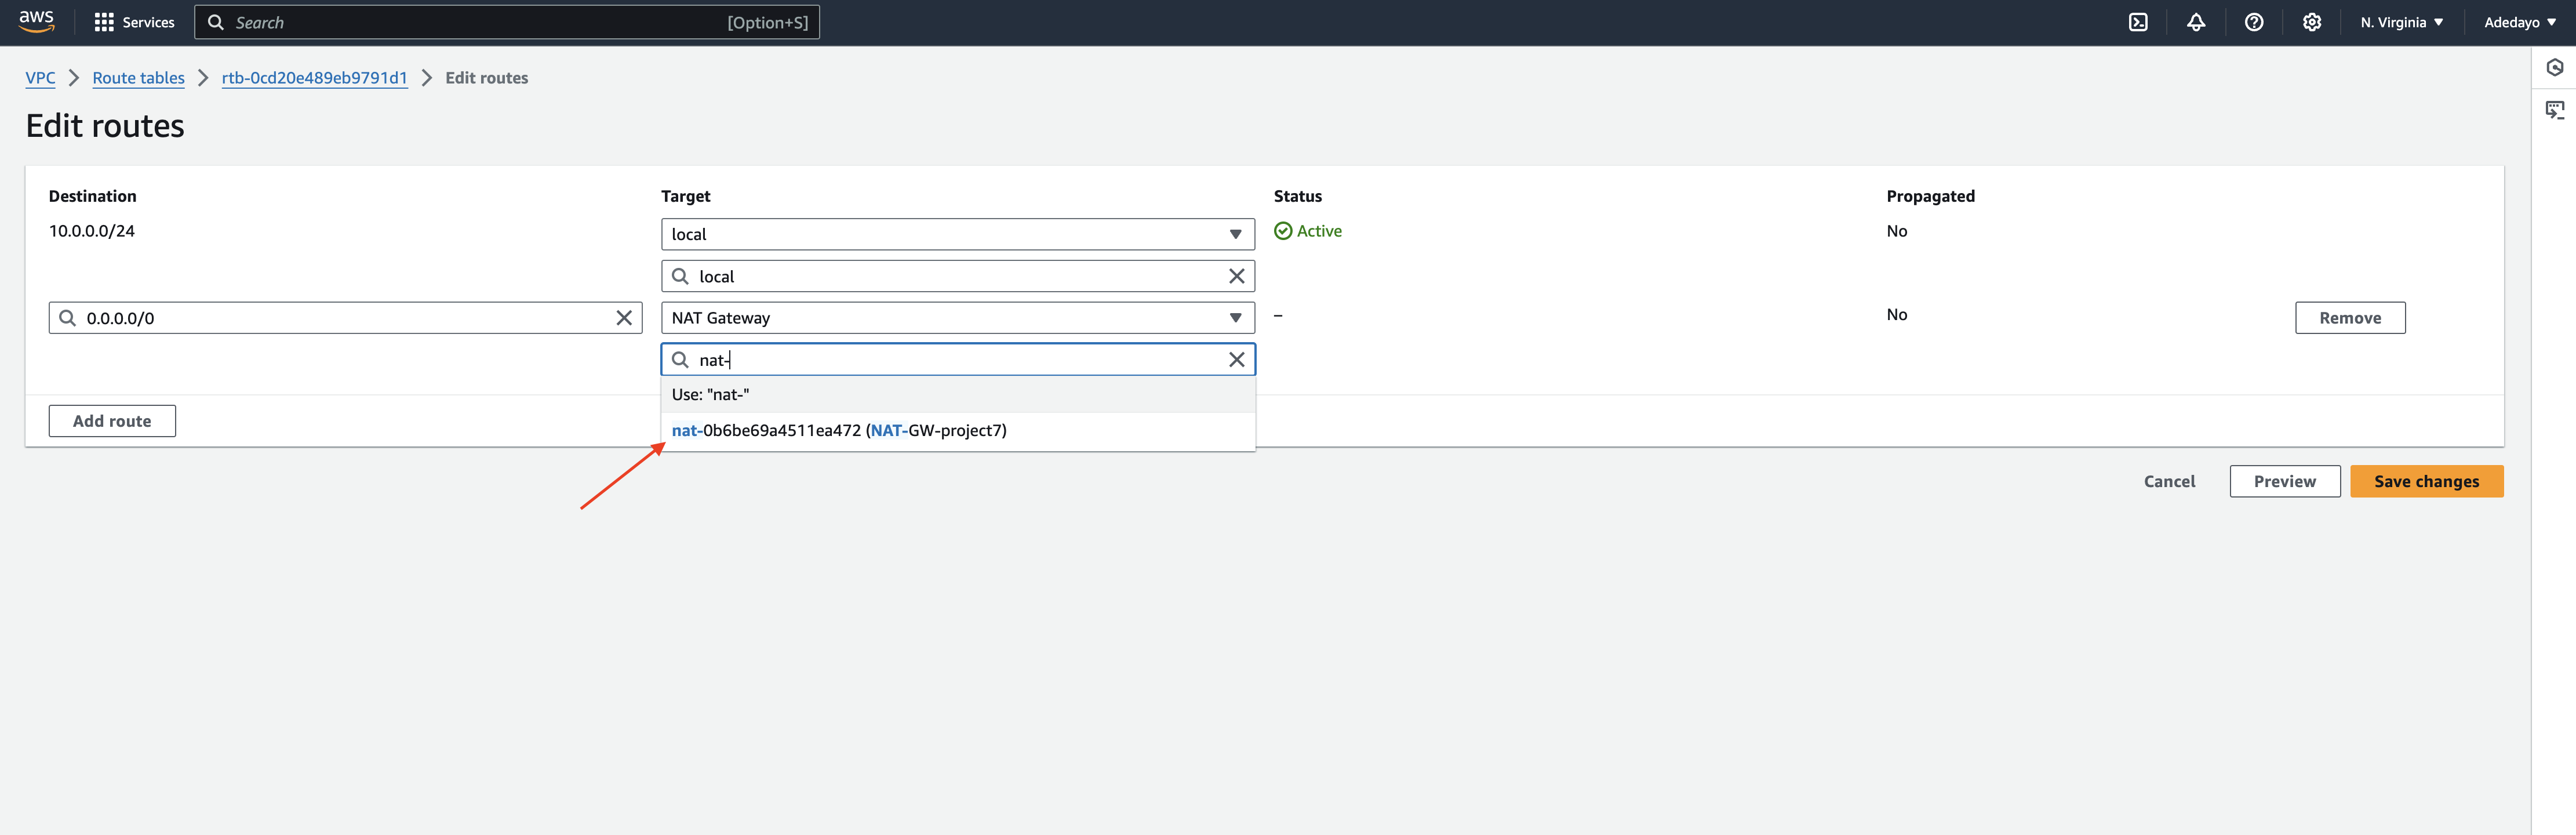 aws Services Search [Option+S] N. Virginia Adedayo
VPC Route tables rtb-0cd20e489eb9791d1 Edit routes
Edit routes
Destination Target Status Propagated
10.0.0.0/24 local Active No
local
0.0.0.0/0 NAT Gateway – No Remove
nat-
Use: "nat-"
nat-0b6be69a4511ea472 (NAT-GW-project7)
Add route
Cancel Preview Save changes